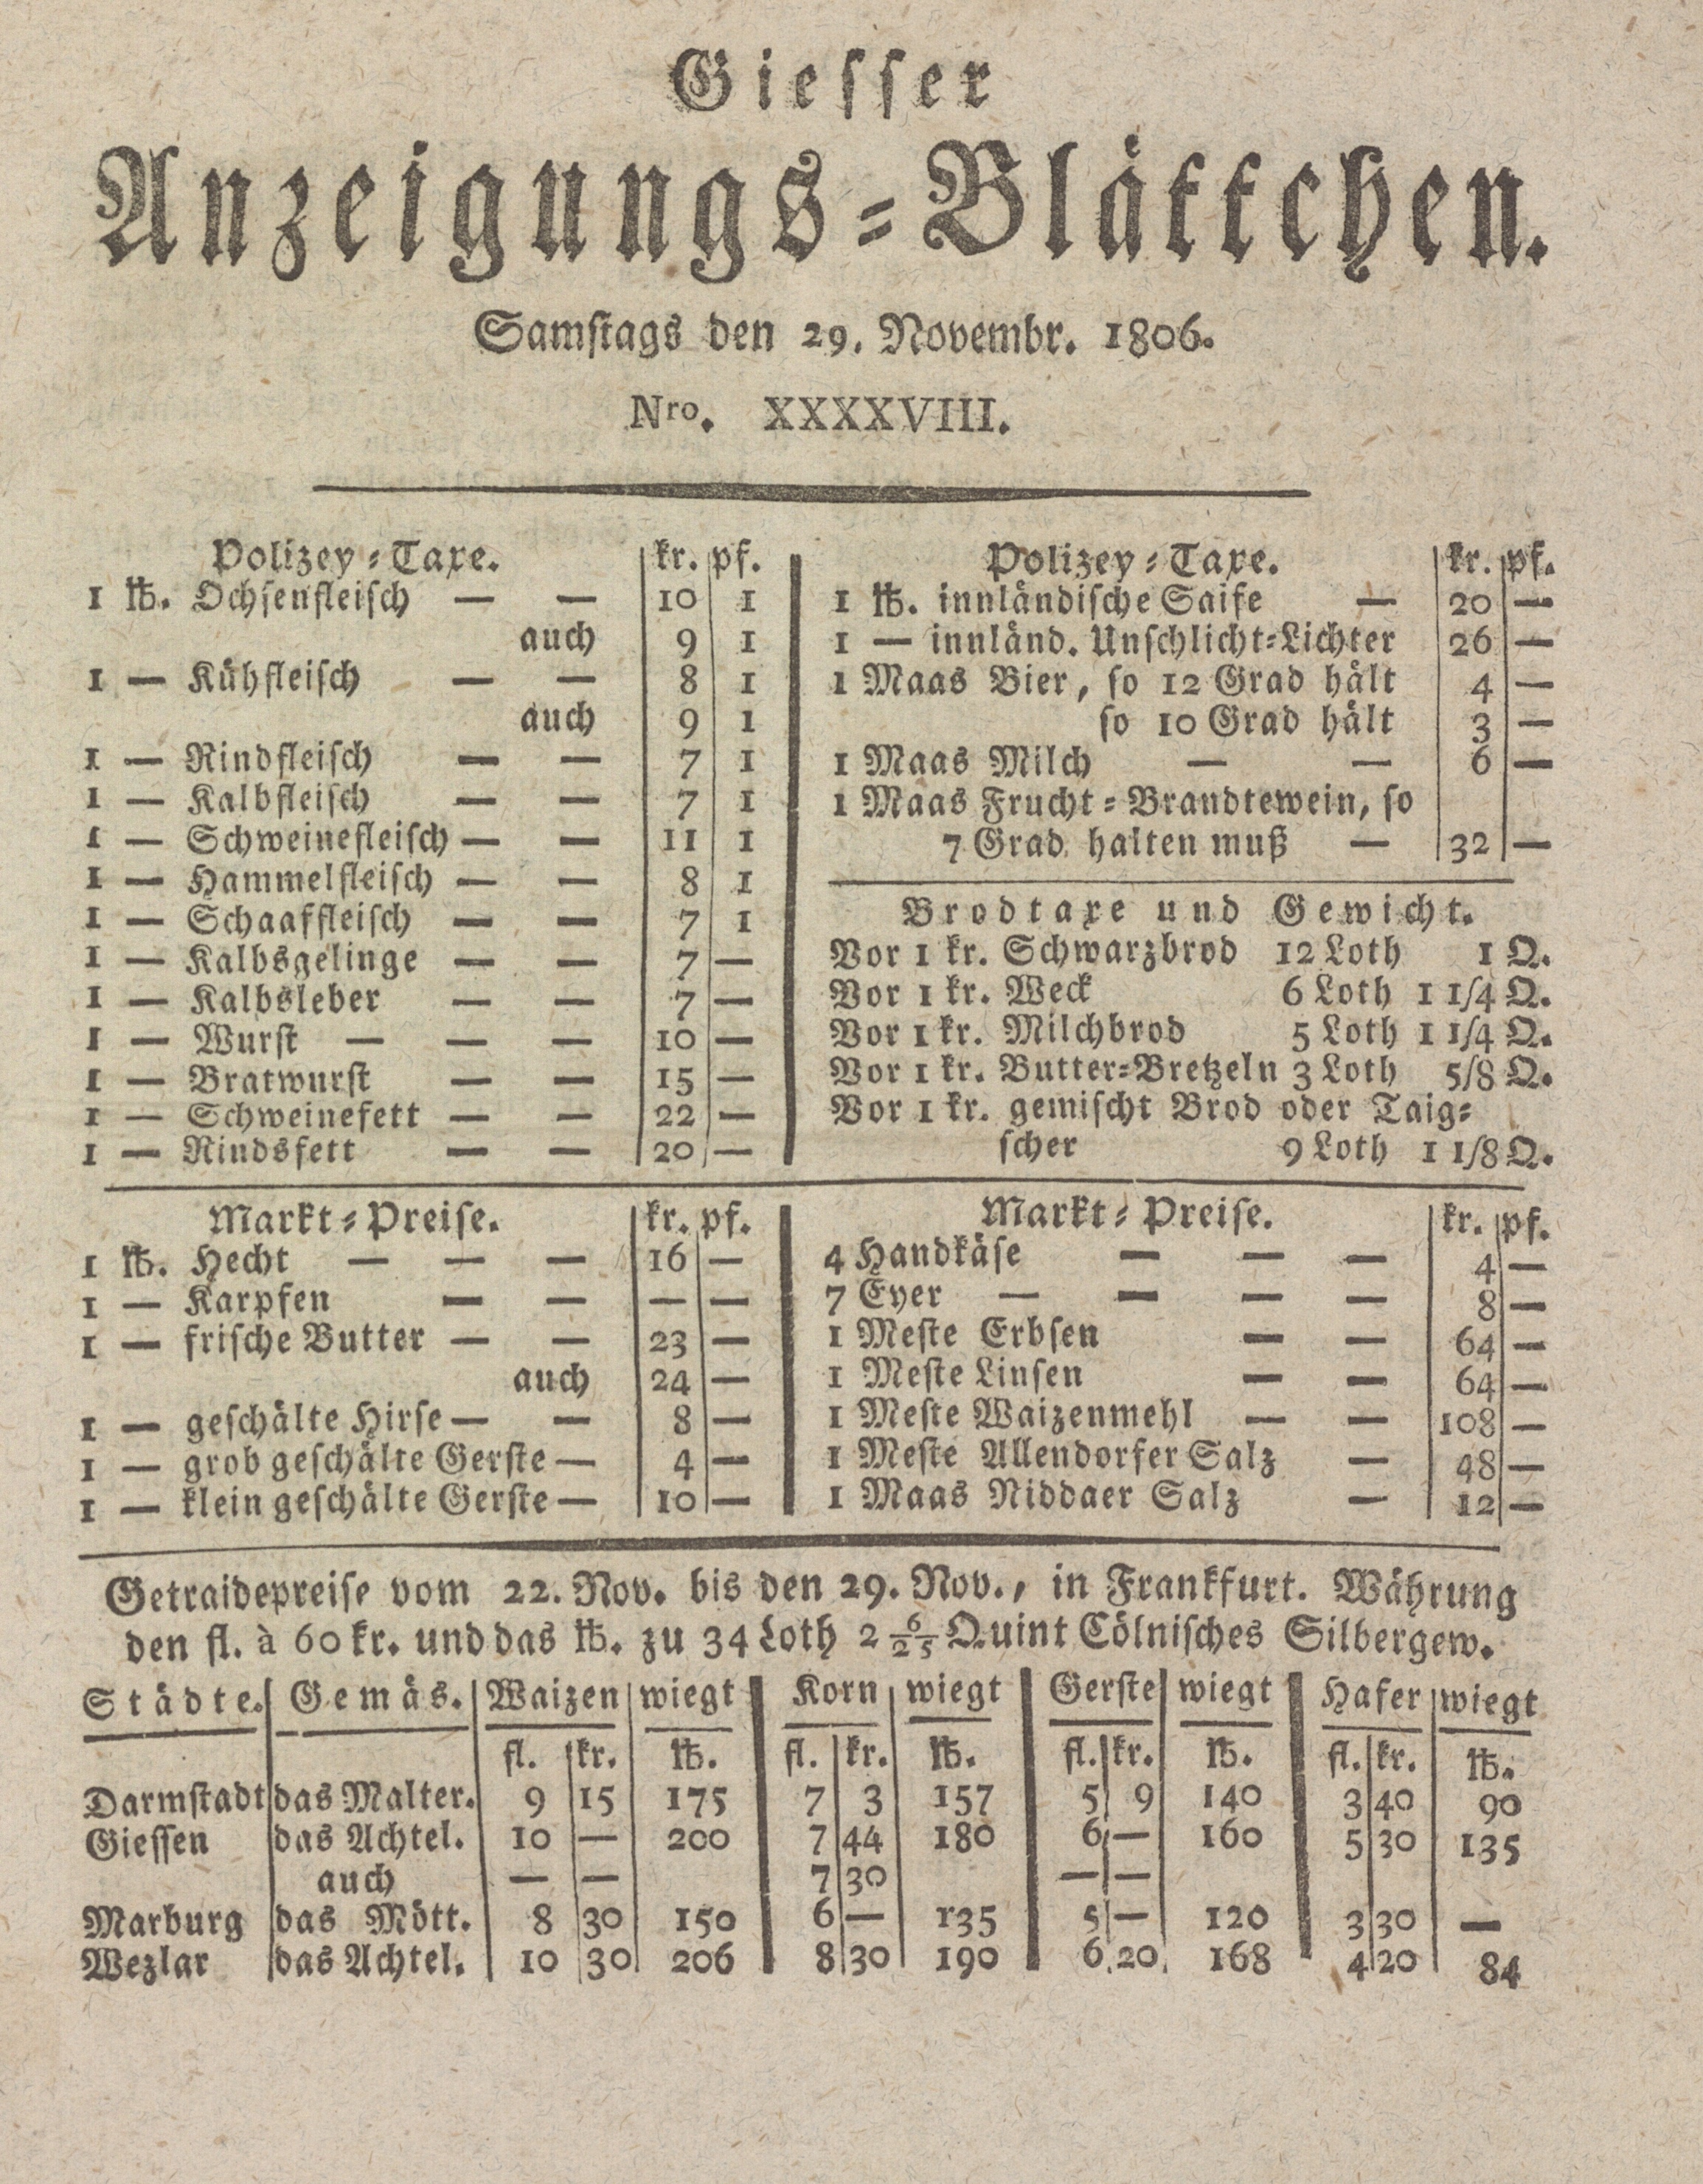 Giesser
Anzeigungs-Blättchen.
Samstags den 29. Novembr. 1806.
Nro. XXXXVIII.
Polizey-Taxe. kr. pf.
1 ℔. Ochsenfleisch — — 10 1
auch 9 1
1 — Kühfleisch — — 8 1
auch 9 1
1 — Rindfleisch — — 7 1
1 — Kalbfleisch — — 7 1
1 — Schweinefleisch — — 11 1
1 — Hammelfleisch — — 8 1
1 — Schaaffleisch — — 7 1
1 — Kalbsgelinge — — 7 —
1 — Kalbsleber — — 7 —
1 — Wurst — — — 10 —
1 — Bratwurst — — 15 —
1 — Schweinefett — — 22 —
1 — Rindsfett — — 20 —
Polizey-Taxe. kr. pf.
1 ℔. innländische Saife — 20 —
1 — innländ. Unschlicht-Lichter 26 —
1 Maas Bier, so 12 Grad hält 4 —
so 10 Grad hält 3 —
1 Maas Milch — — 6 —
1 Maas Frucht-Brandtewein, so
7 Grad halten muß — 32 —
Brodtaxe und Gewicht.
Vor 1 kr. Schwarzbrod 12 Loth 1 Q.
Vor 1 kr. Weck 6 Loth 1 1/4 Q.
Vor 1 kr. Milchbrod 5 Loth 1 1/4 Q.
Vor 1 kr. Butter-Bretzeln 3 Loth 5/8 Q.
Vor 1 kr. gemischt Brod oder Taig-
scher 9 Loth 1 1/8 Q.
Markt-Preise. kr. pf.
1 ℔. Hecht — — — 16 —
1 — Karpfen — — — —
1 — frische Butter — — 23 —
auch 24 —
1 — geschälte Hirse — — 8 —
1 — grob geschälte Gerste — 4 —
1 — klein geschälte Gerste — 10 —
Markt-Preise. kr. pf.
4 Handkäse — — — 4 —
7 Eyer — — — — 8 —
1 Meste Erbsen — — 64 —
1 Meste Linsen — — 64 —
1 Meste Waizenmehl — — 108 —
1 Meste Allendorfer Salz — 48 —
1 Maas Niddaer Salz — 12 —
Getraidepreise vom 22. Nov. bis den 29. Nov., in Frankfurt. Währung
den fl. à 60 kr. und das ℔. zu 34 Loth 2 6/25 Quint Cölnisches Silbergew.
Städte. Gemäs. Waizen wiegt Korn wiegt Gerste wiegt Hafer wiegt
fl. kr. ℔. fl. kr. ℔. fl. kr. ℔. fl. kr. ℔.
Darmstadt das Malter. 9 15 175 7 3 157 5 9 140 3 40 90
Giessen das Achtel. 10 — 200 7 44 180 6 — 160 5 30 135
auch — — 7 30 — —
Marburg das Mött. 8 30 150 6 — 135 5 — 120 3 30 —
Wezlar das Achtel. 10 30 206 8 30 190 6 20 168 4 20 84